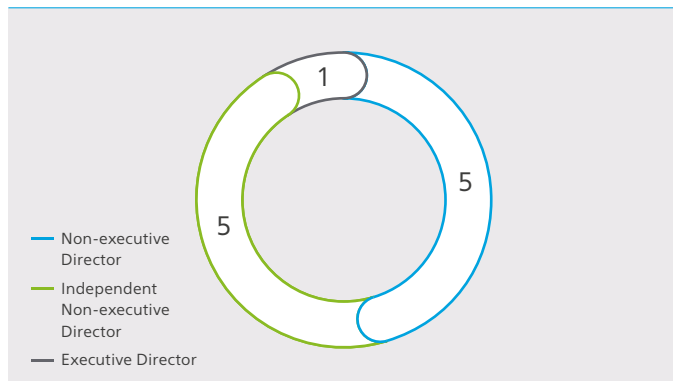 1
5
5
Non-executive
Director
Independent
Non-executive
Director
Executive Director